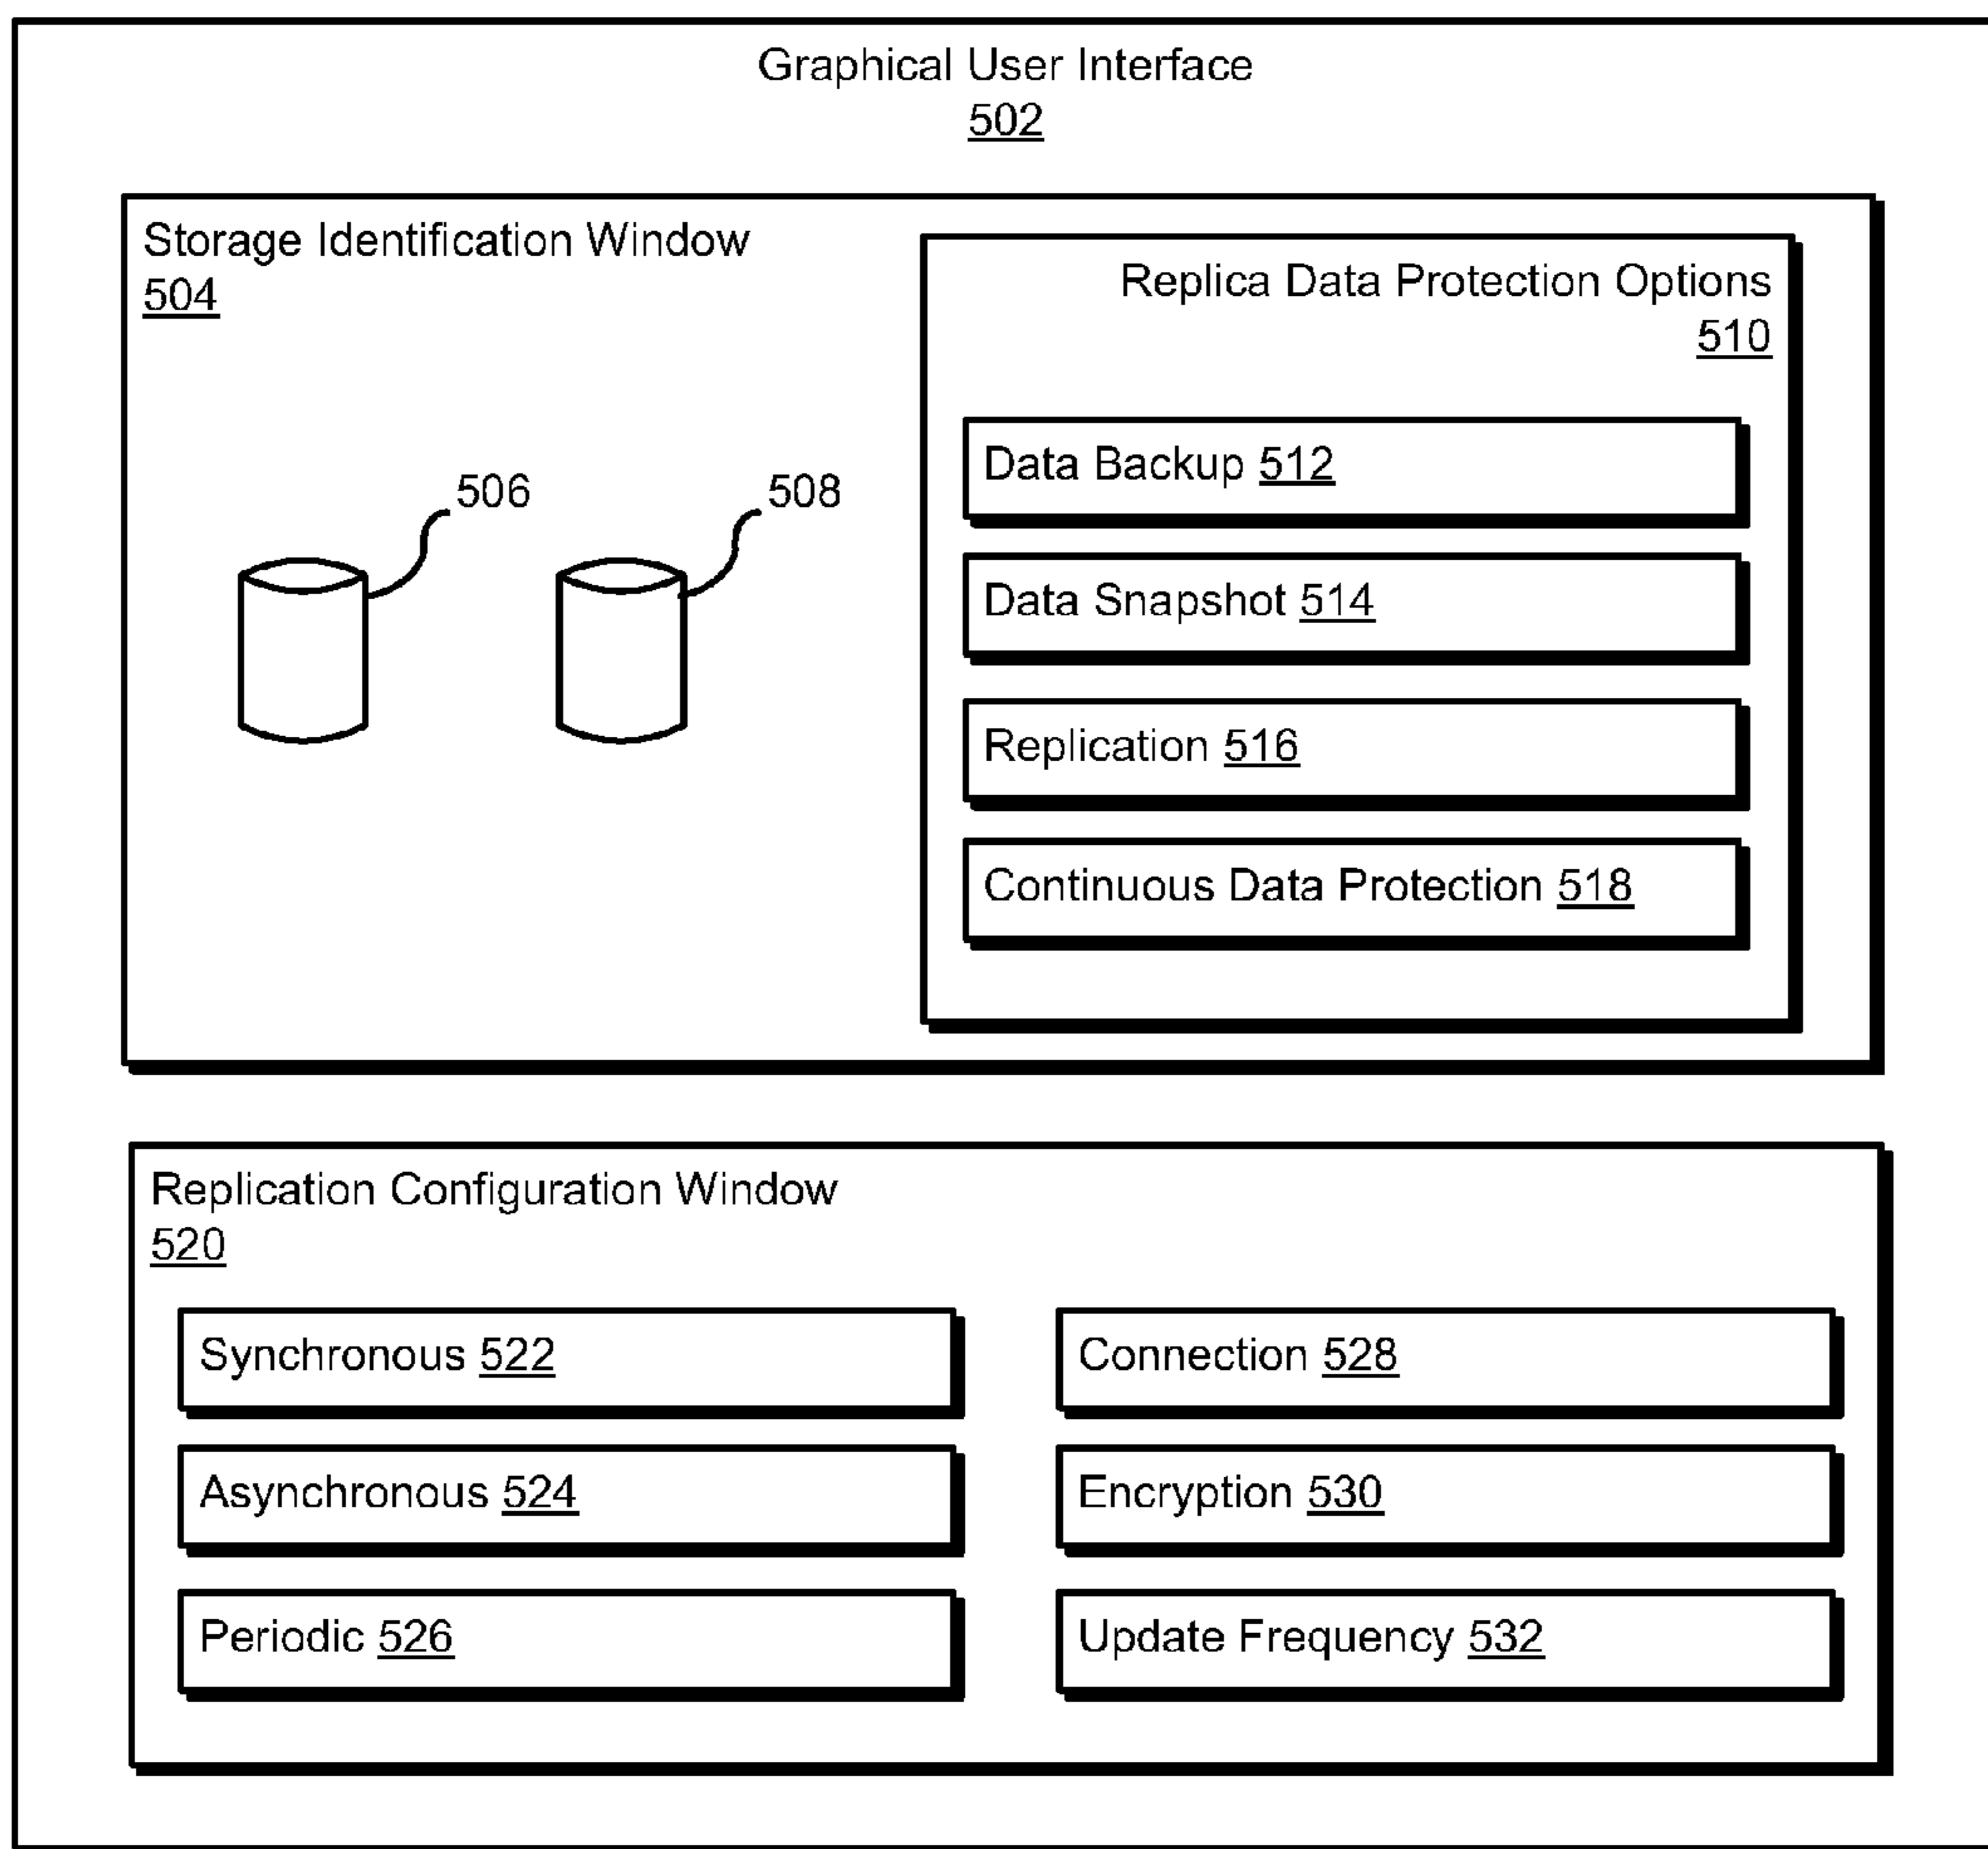 Graphical User Interface
502
Storage Identification Window
504
506
508
Replica Data Protection Options
510
Data Backup 512
Data Snapshot 514
Replication 516
Continuous Data Protection 518
Replication Configuration Window
520
Synchronous 522
Asynchronous 524
Periodic 526
Connection 528
Encryption 530
Update Frequency 532